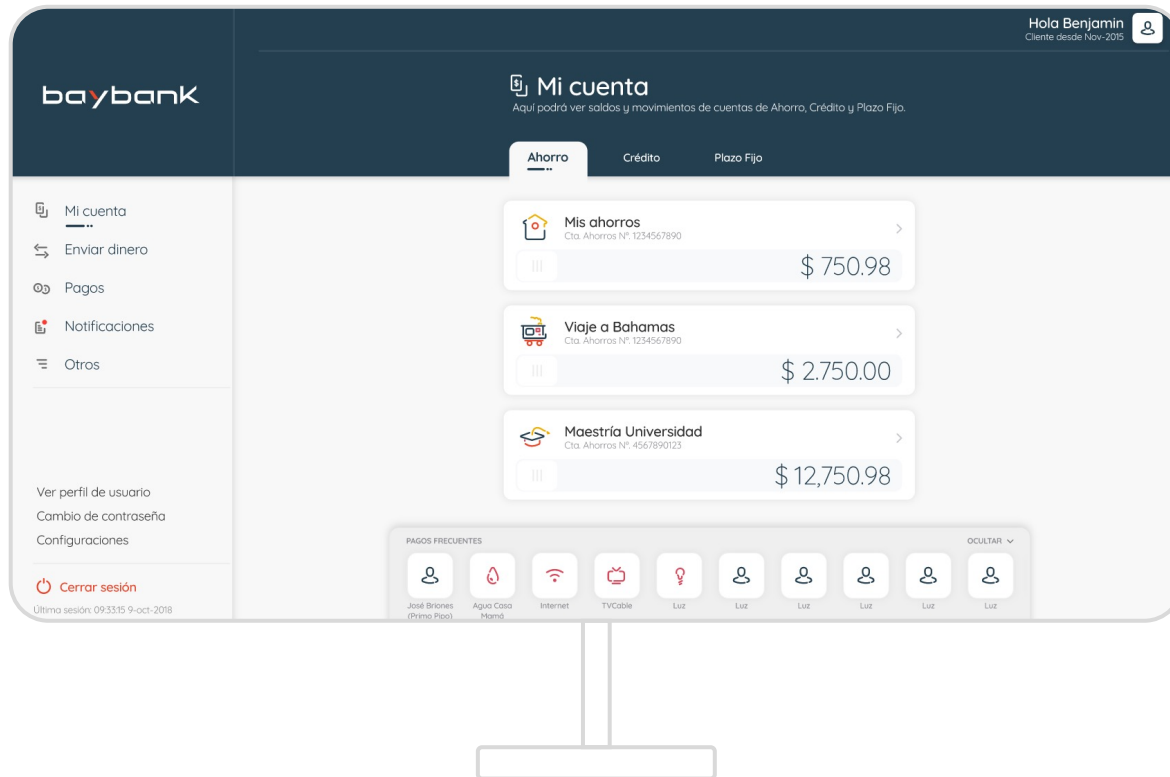 Hola Benjamin
Cliente desde Nov-2015
baybank
Mi cuenta
Aquí podrá ver saldos y movimientos de cuentas de Ahorro, Crédito y Plazo Fijo.
Ahorro Crédito Plazo Fijo
Mi cuenta
Enviar dinero
Pagos
Notificaciones
Otros
Ver perfil de usuario
Cambio de contraseña
Configuraciones
Cerrar sesión
Última sesión: 09:33:15 9-oct-2018
Mis ahorros
Cta. Ahorros Nº. 1234567890
$ 750.98
Viaje a Bahamas
Cta. Ahorros Nº. 1234567890
$ 2.750.00
Maestría Universidad
Cta. Ahorros Nº. 4567890123
$ 12,750.98
PAGOS FRECUENTES OCULTAR
José Briones
(Primo Pipo)
Agua Casa
Mamá
Internet
TVCable
Luz
Luz
Luz
Luz
Luz
Luz